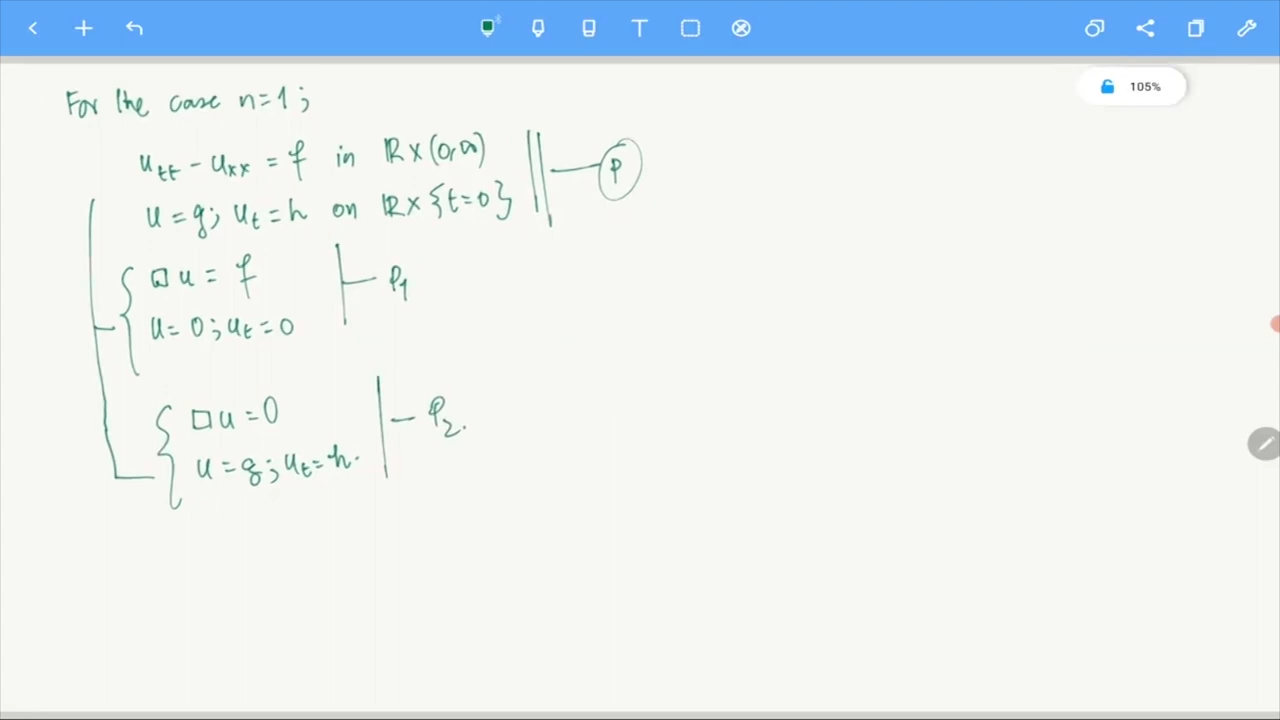 For the case n=1;
105%
u_tt - u_xx = f in ℝ×(0,∞)
P
u = g; u_t = h on ℝ×{t=0}
□u = f
P_1
u = 0; u_t = 0
□u = 0
P_2.
u = g; u_t = h.